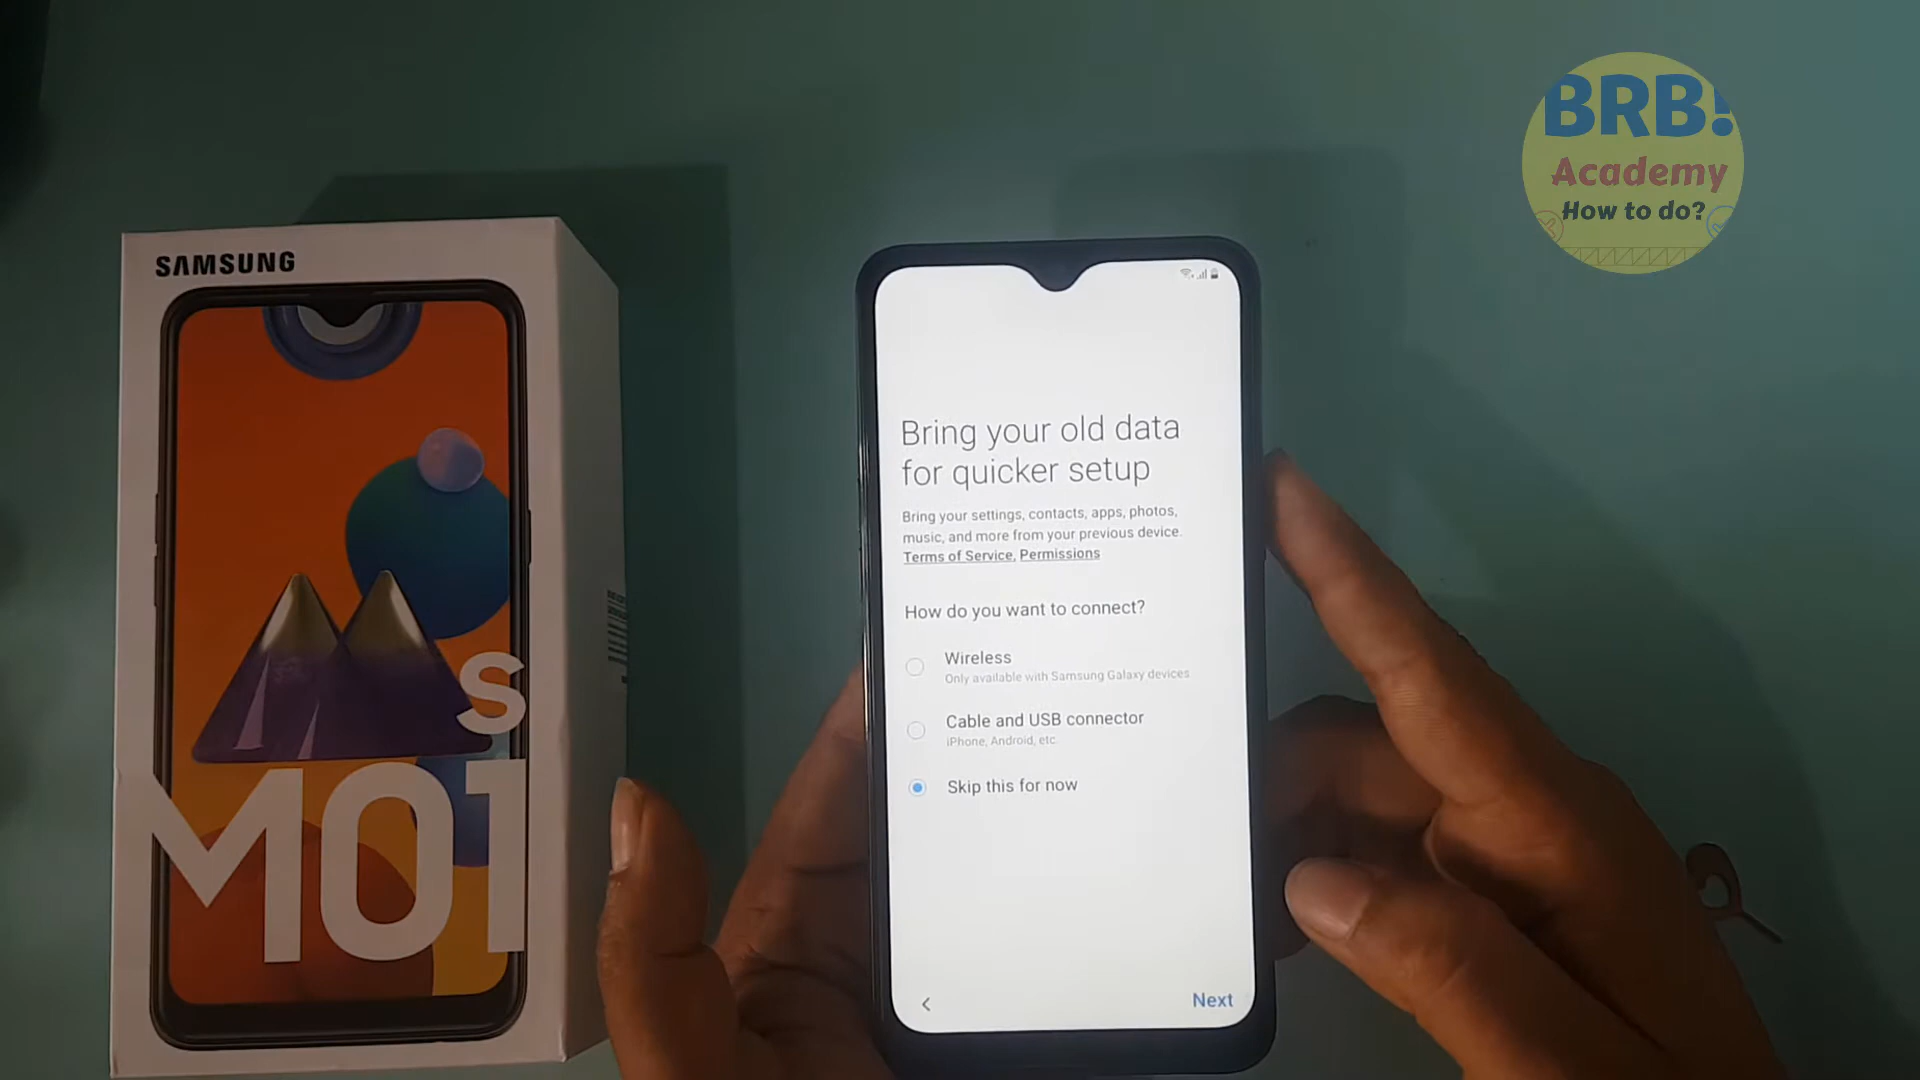 BRB!
Academy
How to do?
SAMSUNG
s
M01
Bring your old data
for quicker setup
Bring your settings, contacts, apps, photos,
music, and more from your previous device.
Terms of Service, Permissions
How do you want to connect?
Wireless
Only available with Samsung Galaxy devices
Cable and USB connector
iPhone, Android, etc.
Skip this for now
Next